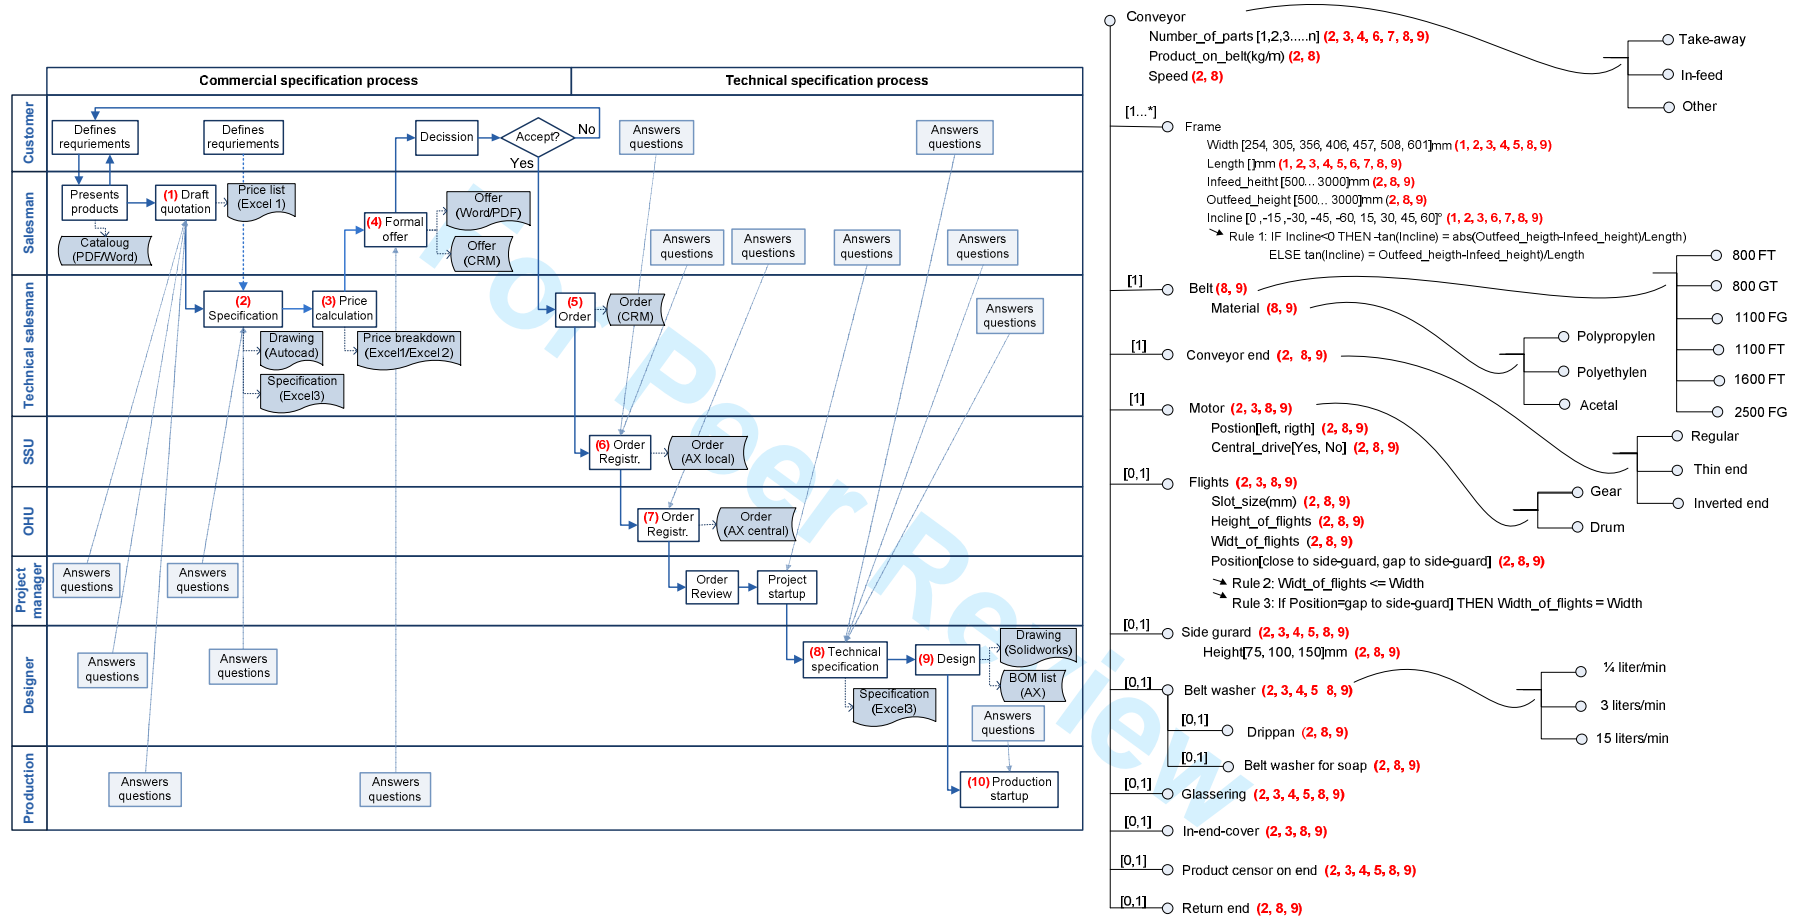 Commercial specification process
Technical specification process
Customer
Defines
requriements
Defines
requriements
Decission
Accept?
No
Yes
Answers
questions
Answers
questions
Salesman
Presents
products
(1) Draft
quotation
Price list
(Excel 1)
Cataloug
(PDF/Word)
(4) Formal
offer
Offer
(Word/PDF)
Offer
(CRM)
Answers
questions
Answers
questions
Answers
questions
Answers
questions
Technical salesman
(2)
Specification
(3) Price
calculation
Drawing
(Autocad)
Price breakdown
(Excel1/Excel 2)
Specification
(Excel3)
(5)
Order
Order
(CRM)
Answers
questions
SSU
(6) Order
Registr.
Order
(AX local)
OHU
(7) Order
Registr.
Order
(AX central)
Project
manager
Answers
questions
Answers
questions
Order
Review
Project
startup
Designer
Answers
questions
Answers
questions
(8) Technical
specification
(9) Design
Drawing
(Solidworks)
BOM list
(AX)
Specification
(Excel3)
Answers
questions
Production
Answers
questions
Answers
questions
(10) Production
startup
For Peer Review
Conveyor
Number_of_parts [1,2,3.....n] (2, 3, 4, 6, 7, 8, 9)
Product_on_belt(kg/m) (2, 8)
Speed (2, 8)
Take-away
In-feed
Other
[1...*]
Frame
Width [254, 305, 356, 406, 457, 508, 601]mm (1, 2, 3, 4, 5, 8, 9)
Length []mm (1, 2, 3, 4, 5, 6, 7, 8, 9)
Infeed_heitht [500... 3000]mm (2, 8, 9)
Outfeed_height [500... 3000]mm (2, 8, 9)
Incline [0 ,-15 ,-30, -45, -60, 15, 30, 45, 60]° (1, 2, 3, 6, 7, 8, 9)
Rule 1: IF Incline<0 THEN -tan(Incline) = abs(Outfeed_heigth-Infeed_height)/Length)
ELSE tan(Incline) = Outfeed_heigth-Infeed_height)/Length
[1]
Belt (8, 9)
Material (8, 9)
800 FT
800 GT
1100 FG
1100 FT
1600 FT
2500 FG
Polypropylen
Polyethylen
Acetal
[1]
Conveyor end (2, 8, 9)
Regular
Thin end
Inverted end
[1]
Motor (2, 3, 8, 9)
Postion[left, rigth] (2, 8, 9)
Central_drive[Yes, No] (2, 8, 9)
Gear
Drum
[0,1]
Flights (2, 3, 8, 9)
Slot_size(mm) (2, 8, 9)
Height_of_flights (2, 8, 9)
Widt_of_flights (2, 8, 9)
Position[close to side-guard, gap to side-guard] (2, 8, 9)
Rule 2: Widt_of_flights <= Width
Rule 3: If Position=gap to side-guard] THEN Width_of_flights = Width
[0,1]
Side gurard (2, 3, 4, 5, 8, 9)
Height[75, 100, 150]mm (2, 8, 9)
[0,1]
Belt washer (2, 3, 4, 5 8, 9)
¼ liter/min
3 liters/min
15 liters/min
[0,1]
Drippan (2, 8, 9)
[0,1]
Belt washer for soap (2, 8, 9)
[0,1]
Glassering (2, 3, 4, 5, 8, 9)
[0,1]
In-end-cover (2, 3, 8, 9)
[0,1]
Product censor on end (2, 3, 4, 5, 8, 9)
[0,1]
Return end (2, 8, 9)